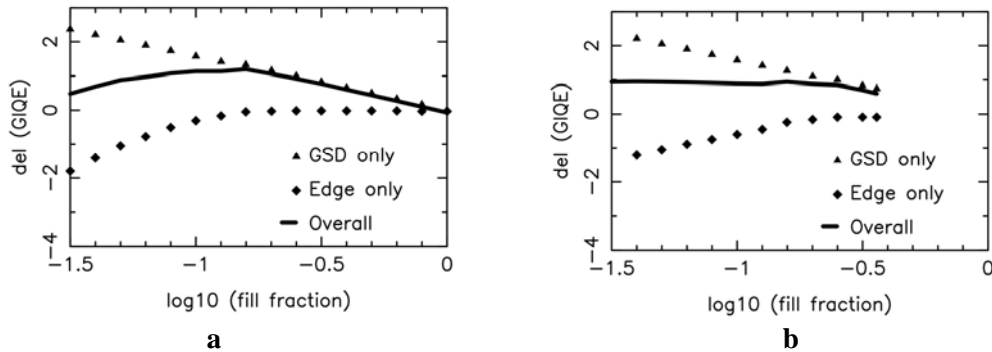 2
0
−2
−4
del (GIQE)
GSD only
Edge only
Overall
−1.5
−1
−0.5
0
log10 (fill fraction)
a
2
0
−2
−4
del (GIQE)
GSD only
Edge only
Overall
−1.5
−1
−0.5
0
log10 (fill fraction)
b